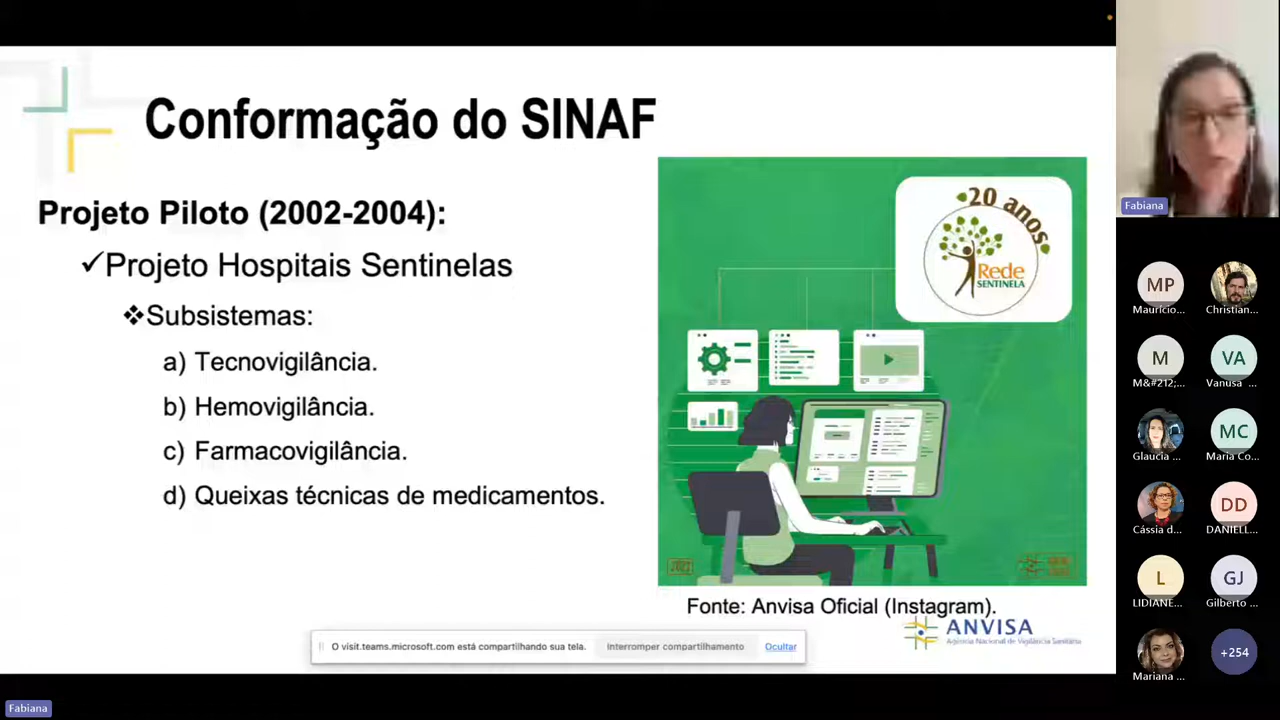 Conformação do SINAF
Projeto Piloto (2002-2004):
✓Projeto Hospitais Sentinelas
❖Subsistemas:
a) Tecnovigilância.
b) Hemovigilância.
c) Farmacovigilância.
d) Queixas técnicas de medicamentos.
20 anos
Rede
SENTINELA
Fonte: Anvisa Oficial (Instagram).
ANVISA
Agência Nacional de Vigilância Sanitária
O visit.teams.microsoft.com está compartilhando sua tela.
Interromper compartilhamento
Ocultar
Fabiana
MP
Maurício...
Christian...
M
M&#212;...
VA
Vanusa ...
Glaucia ...
MC
Maria Co...
Cássia d...
DD
DANIELL...
L
LIDIANE...
GJ
Gilberto ...
Mariana ...
+254
Fabiana